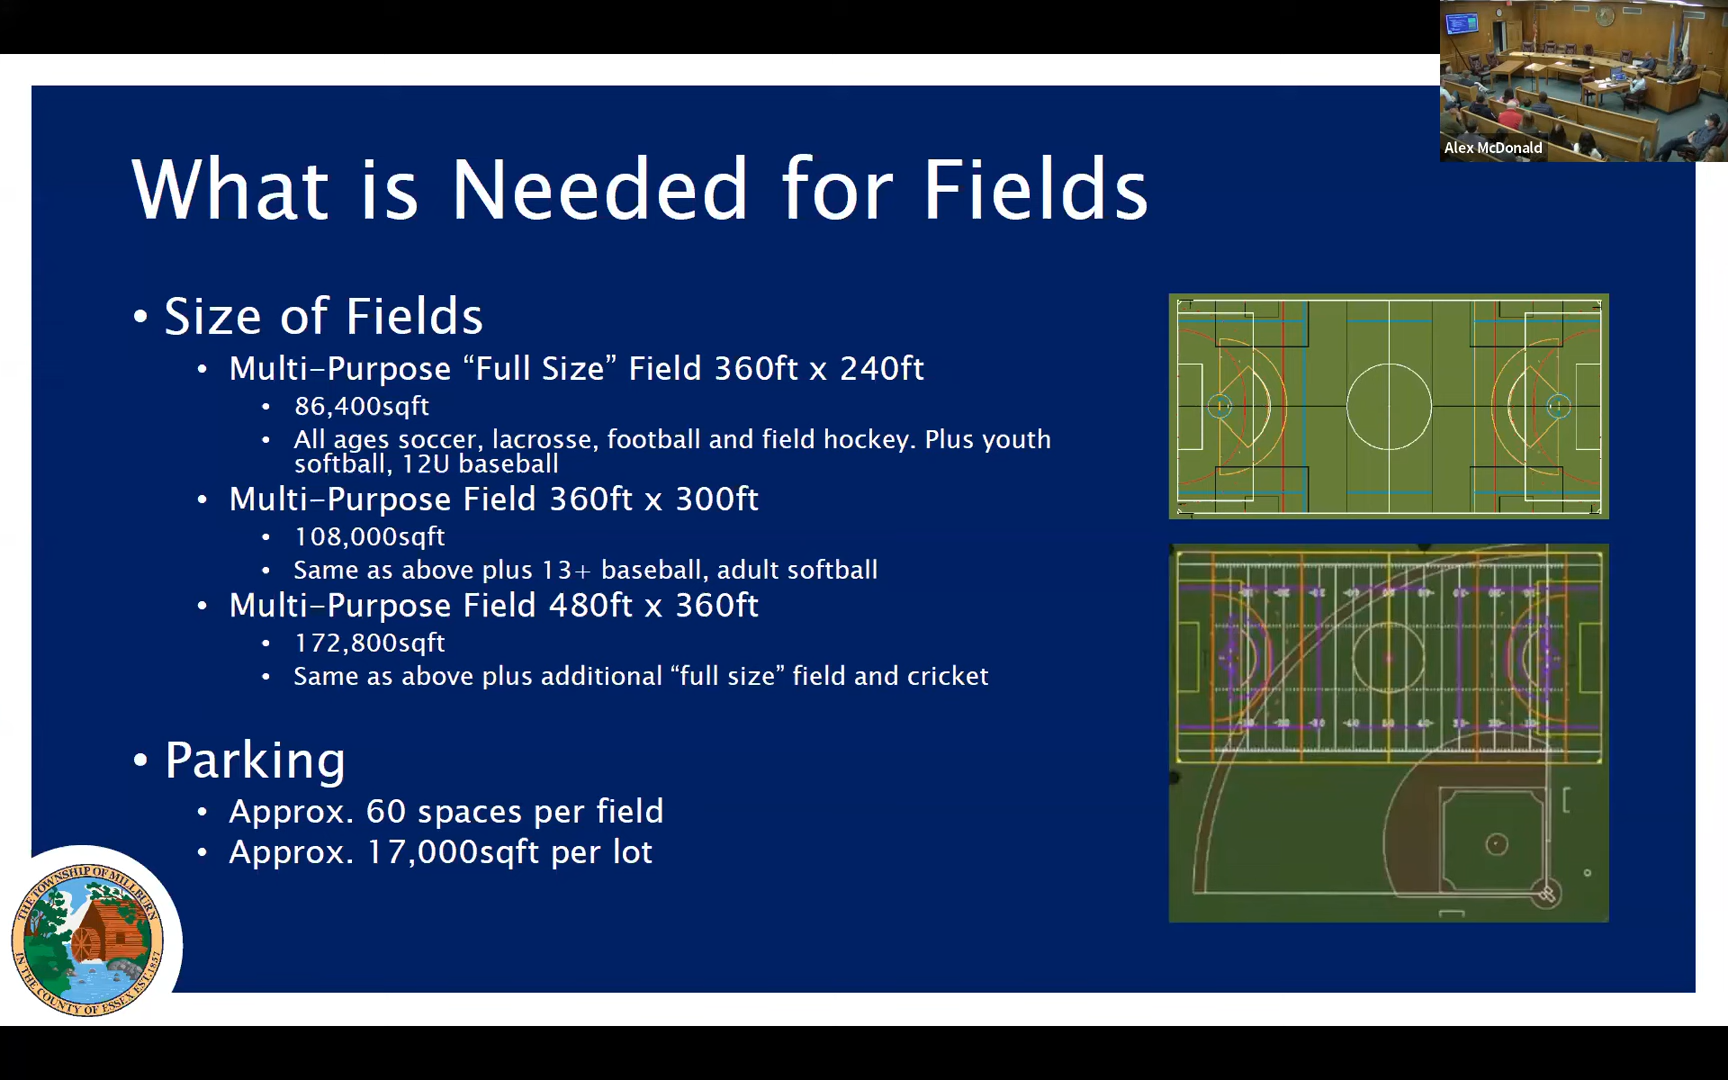 Alex McDonald
What is Needed for Fields
• Size of Fields
• Multi-Purpose “Full Size” Field 360ft x 240ft
• 86,400sqft
• All ages soccer, lacrosse, football and field hockey. Plus youth
softball, 12U baseball
• Multi-Purpose Field 360ft x 300ft
• 108,000sqft
• Same as above plus 13+ baseball, adult softball
• Multi-Purpose Field 480ft x 360ft
• 172,800sqft
• Same as above plus additional “full size” field and cricket
• Parking
• Approx. 60 spaces per field
• Approx. 17,000sqft per lot
THE TOWNSHIP OF MILLBURN
IN THE COUNTY OF ESSEX EST. 1857